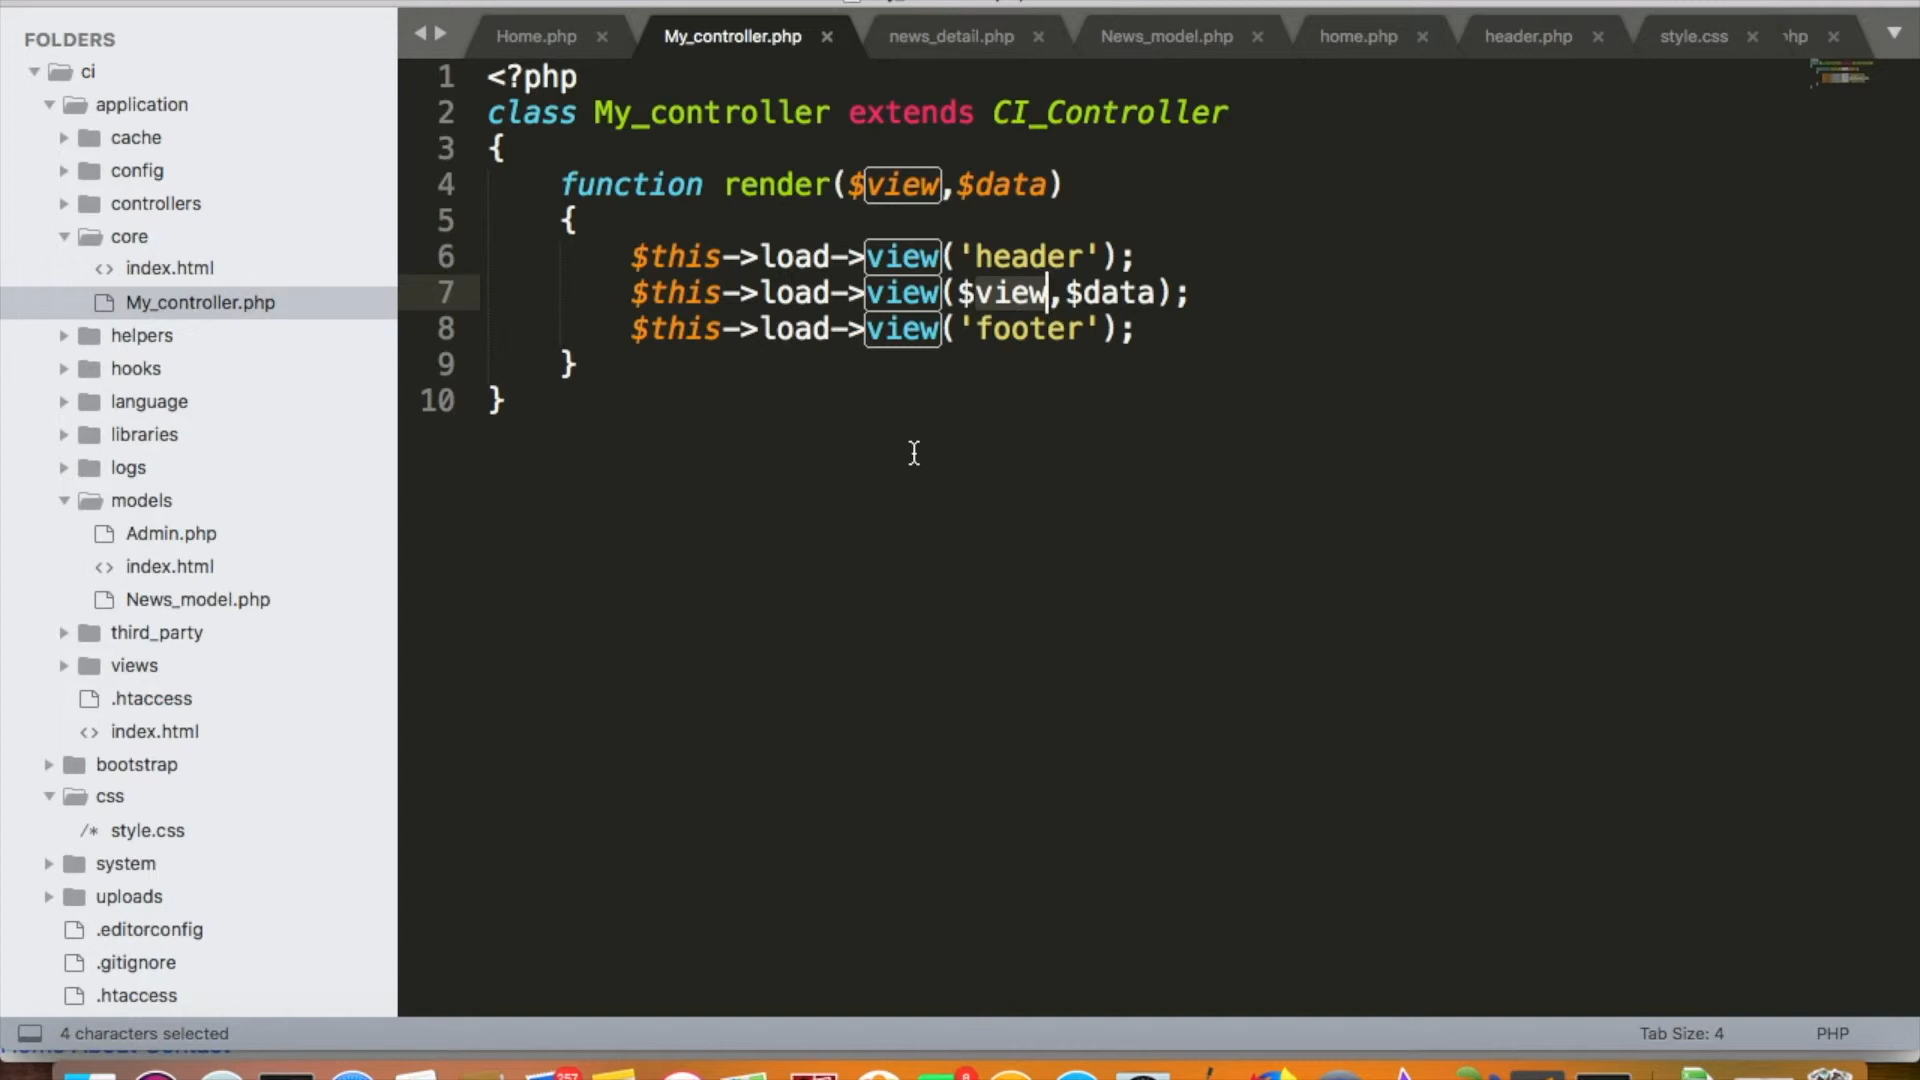 FOLDERS
ci
application
cache
config
controllers
core
<> index.html
My_controller.php
helpers
hooks
language
libraries
logs
models
Admin.php
<> index.html
News_model.php
third_party
views
.htaccess
<> index.html
bootstrap
css
/* style.css
system
uploads
.editorconfig
.gitignore
.htaccess
Home.php ×
My_controller.php ×
news_detail.php ×
News_model.php ×
home.php ×
header.php ×
style.css ×
hp ×
1 <?php
2 class My_controller extends CI_Controller
3 {
4 function render($view,$data)
5 {
6 $this->load->view('header');
7 $this->load->view($view,$data);
8 $this->load->view('footer');
9 }
10 }
4 characters selected
Tab Size: 4
PHP
257
8